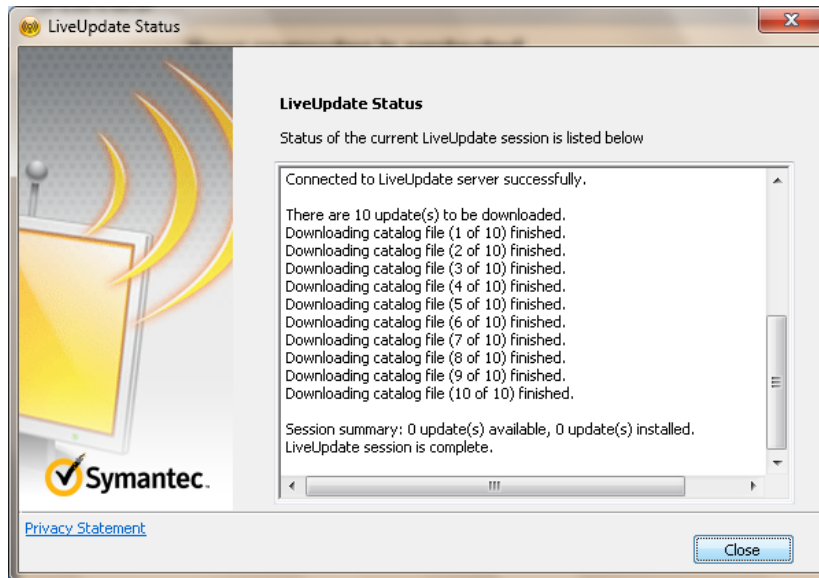 LiveUpdate Status
LiveUpdate Status
Status of the current LiveUpdate session is listed below
Connected to LiveUpdate server successfully.
There are 10 update(s) to be downloaded.
Downloading catalog file (1 of 10) finished.
Downloading catalog file (2 of 10) finished.
Downloading catalog file (3 of 10) finished.
Downloading catalog file (4 of 10) finished.
Downloading catalog file (5 of 10) finished.
Downloading catalog file (6 of 10) finished.
Downloading catalog file (7 of 10) finished.
Downloading catalog file (8 of 10) finished.
Downloading catalog file (9 of 10) finished.
Downloading catalog file (10 of 10) finished.
Session summary: 0 update(s) available, 0 update(s) installed.
LiveUpdate session is complete.
Symantec.
Privacy Statement
Close